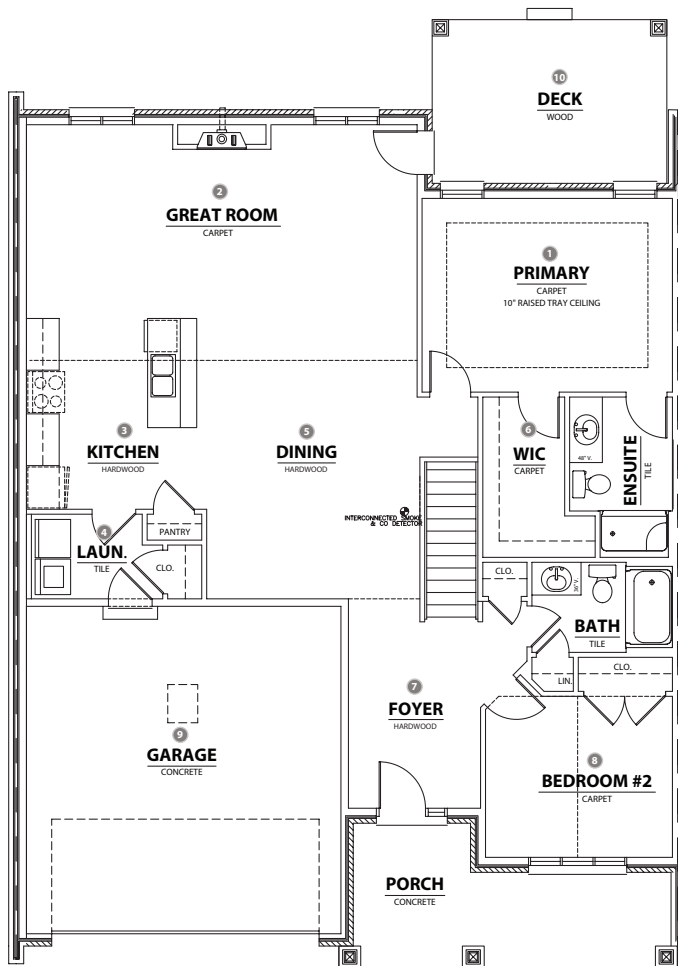 10
DECK
WOOD
2
GREAT ROOM
CARPET
1
PRIMARY
CARPET
10" RAISED TRAY CEILING
3
KITCHEN
HARDWOOD
5
DINING
HARDWOOD
6
WIC
CARPET
48" V.
ENSUITE
TILE
INTERCONNECTED SMOKE
& CO DETECTOR
4
LAUN.
TILE
PANTRY
CLO.
CLO.
36" V.
BATH
TILE
LIN.
CLO.
7
FOYER
HARDWOOD
9
GARAGE
CONCRETE
8
BEDROOM #2
CARPET
PORCH
CONCRETE